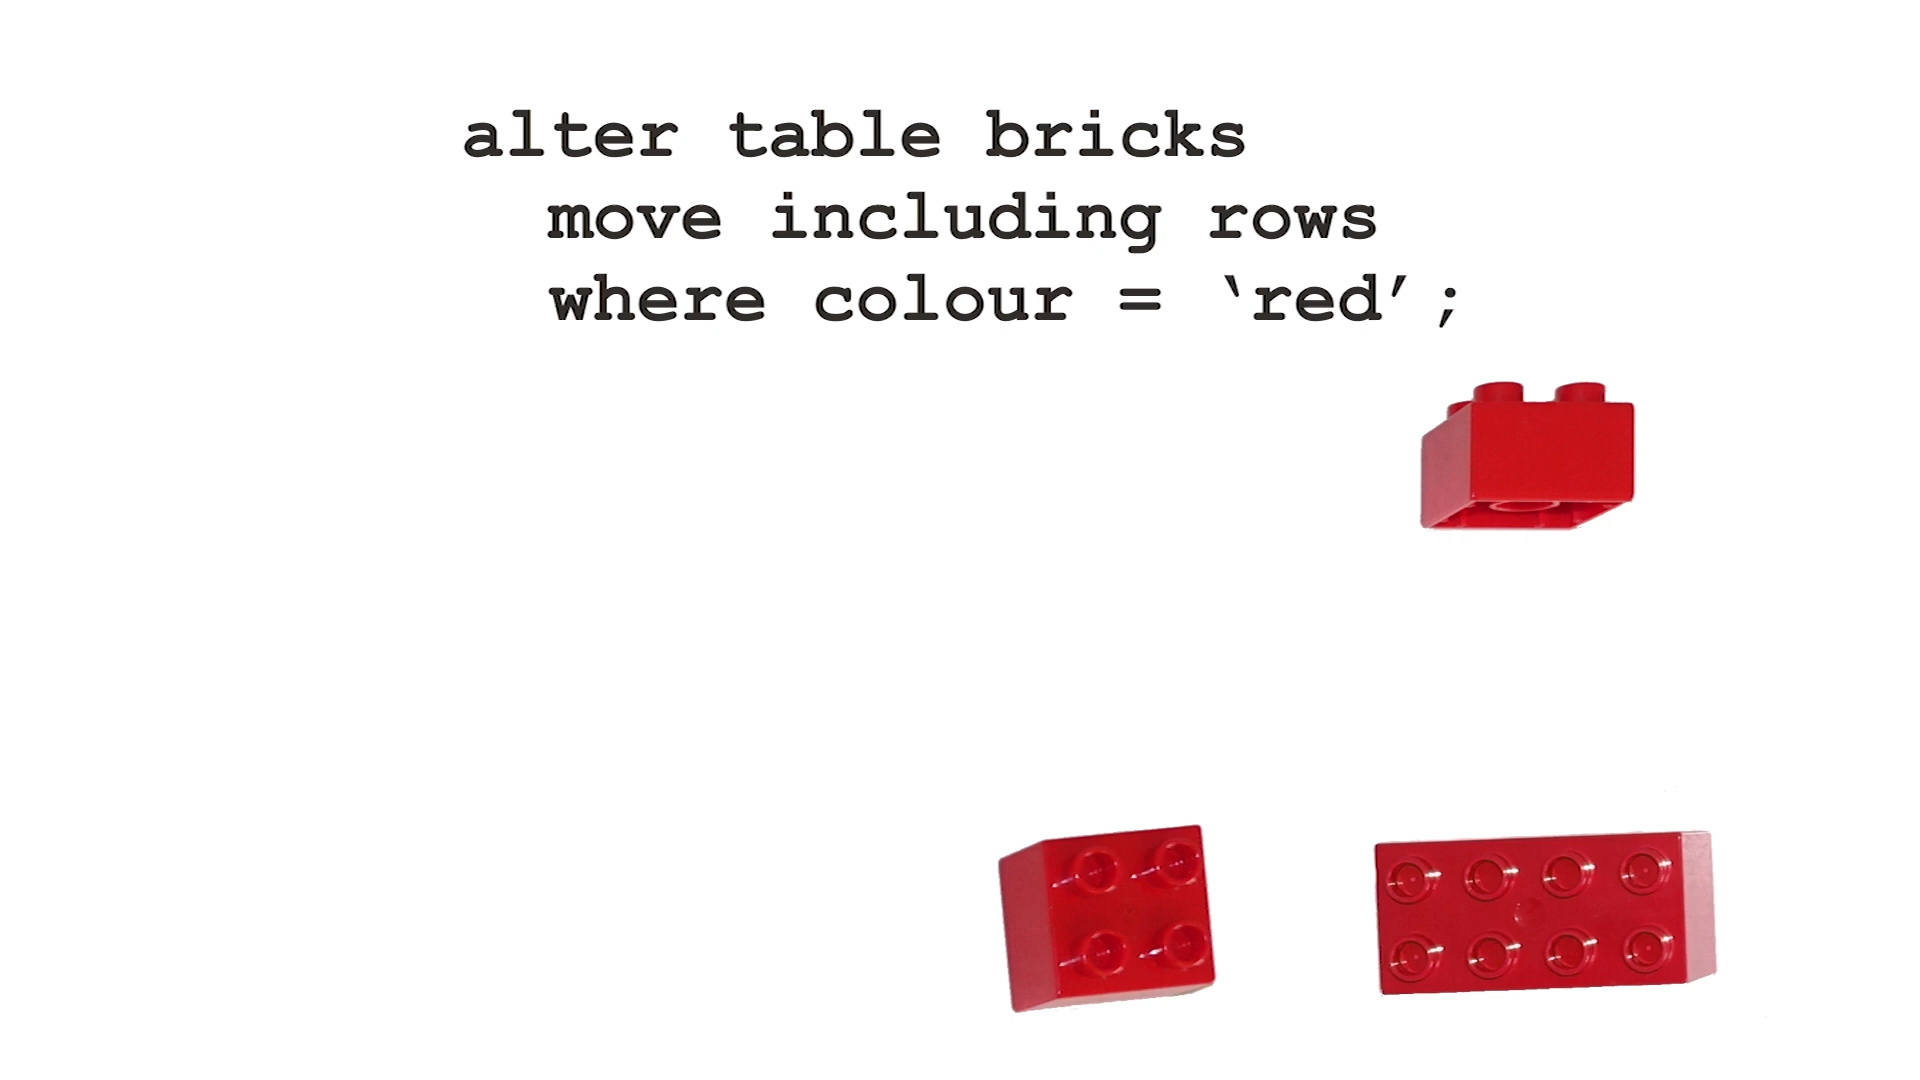 alter table bricks
move including rows
where colour = ‘red’;